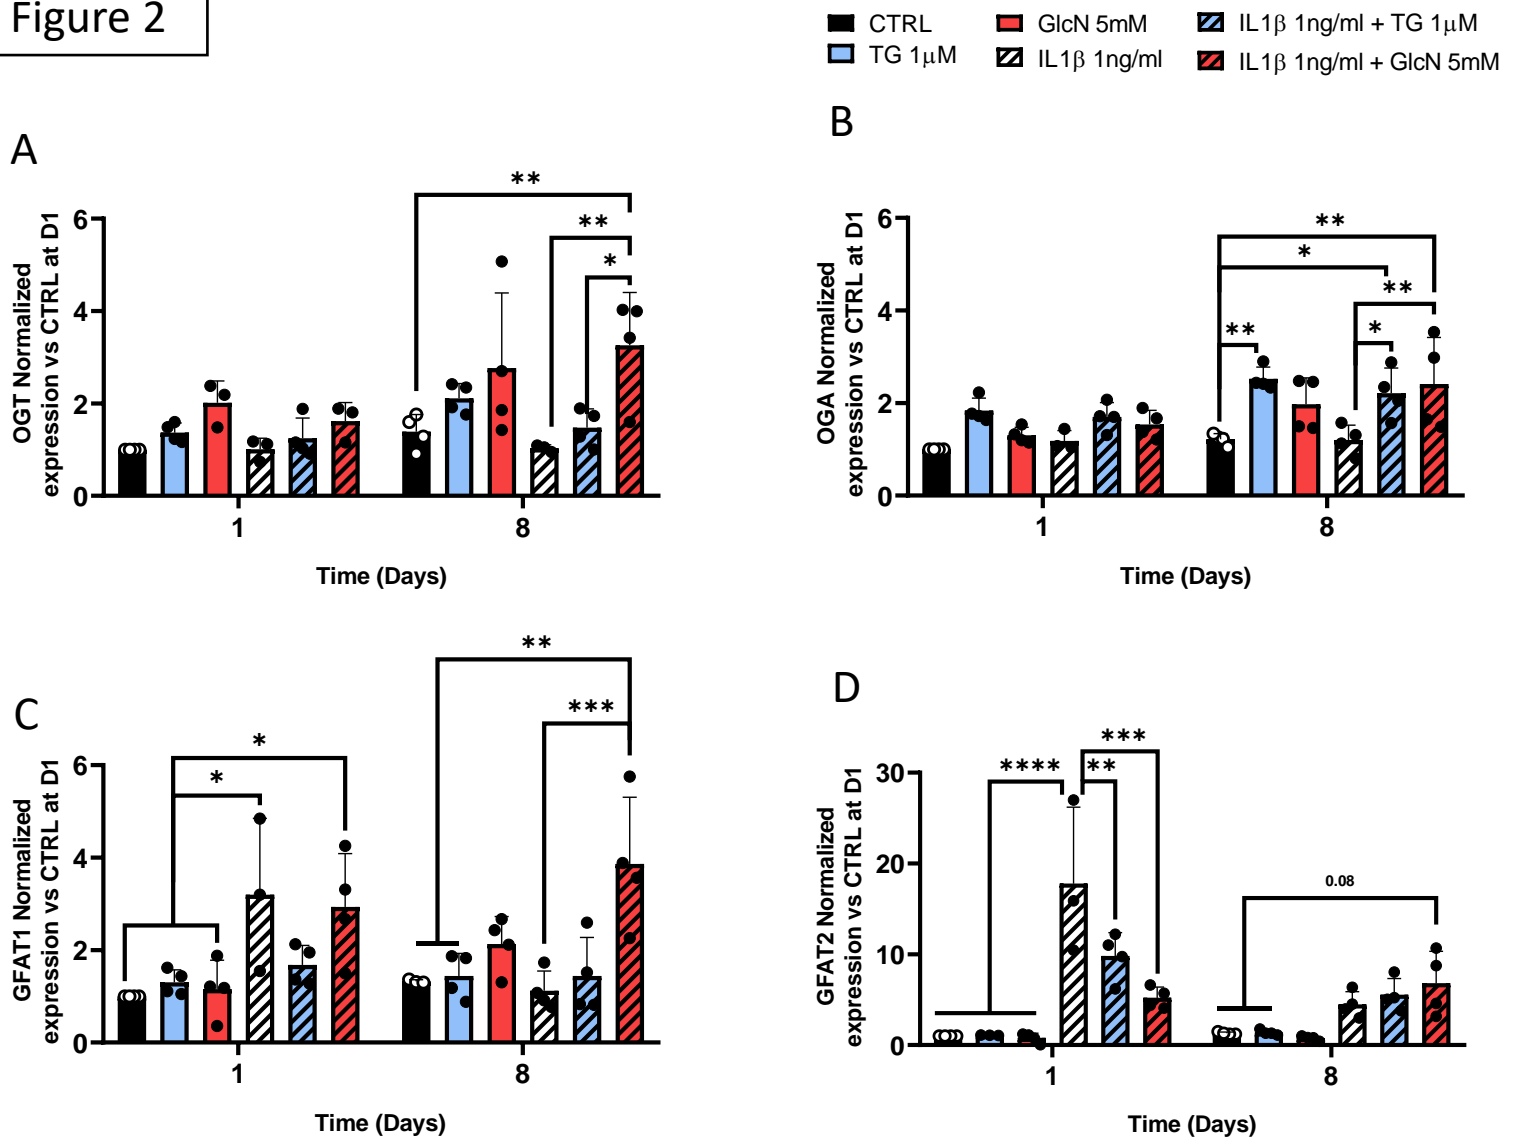 Figure 2
CTRL
GlcN 5mM
IL1β 1ng/ml + TG 1μM
TG 1μM
IL1β 1ng/ml
IL1β 1ng/ml + GlcN 5mM
A
OGT Normalized
expression vs CTRL at D1
6
4
2
0
**
**
*
1
8
Time (Days)
B
OGA Normalized
expression vs CTRL at D1
6
4
2
0
**
*
**
**
*
1
8
Time (Days)
C
GFAT1 Normalized
expression vs CTRL at D1
6
4
2
0
*
*
**
***
1
8
Time (Days)
D
GFAT2 Normalized
expression vs CTRL at D1
30
20
10
0
***
****
**
0.08
1
8
Time (Days)